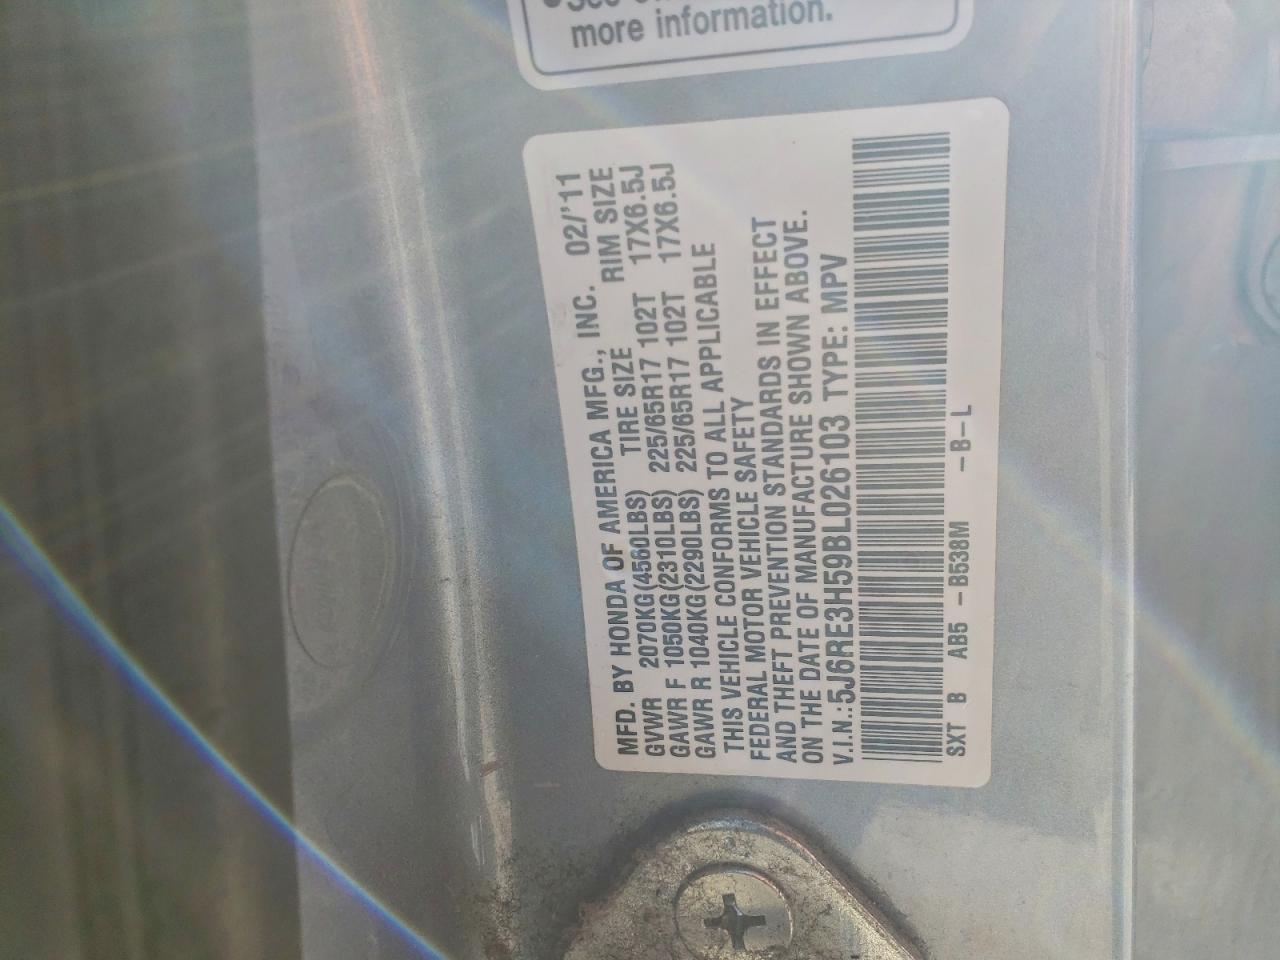 more information.
MFD. BY HONDA OF AMERICA MFG., INC. 02/'11
GVWR 2070KG(4560LBS) TIRE SIZE RIM SIZE
GAWR F 1050KG(2310LBS) 225/65R17 102T 17X6.5J
GAWR R 1040KG(2290LBS) 225/65R17 102T 17X6.5J
THIS VEHICLE CONFORMS TO ALL APPLICABLE
FEDERAL MOTOR VEHICLE SAFETY
AND THEFT PREVENTION STANDARDS IN EFFECT
ON THE DATE OF MANUFACTURE SHOWN ABOVE.
V.I.N.: 5J6RE3H59BL026103 TYPE: MPV
SXT B AB5 -B538M -B-L